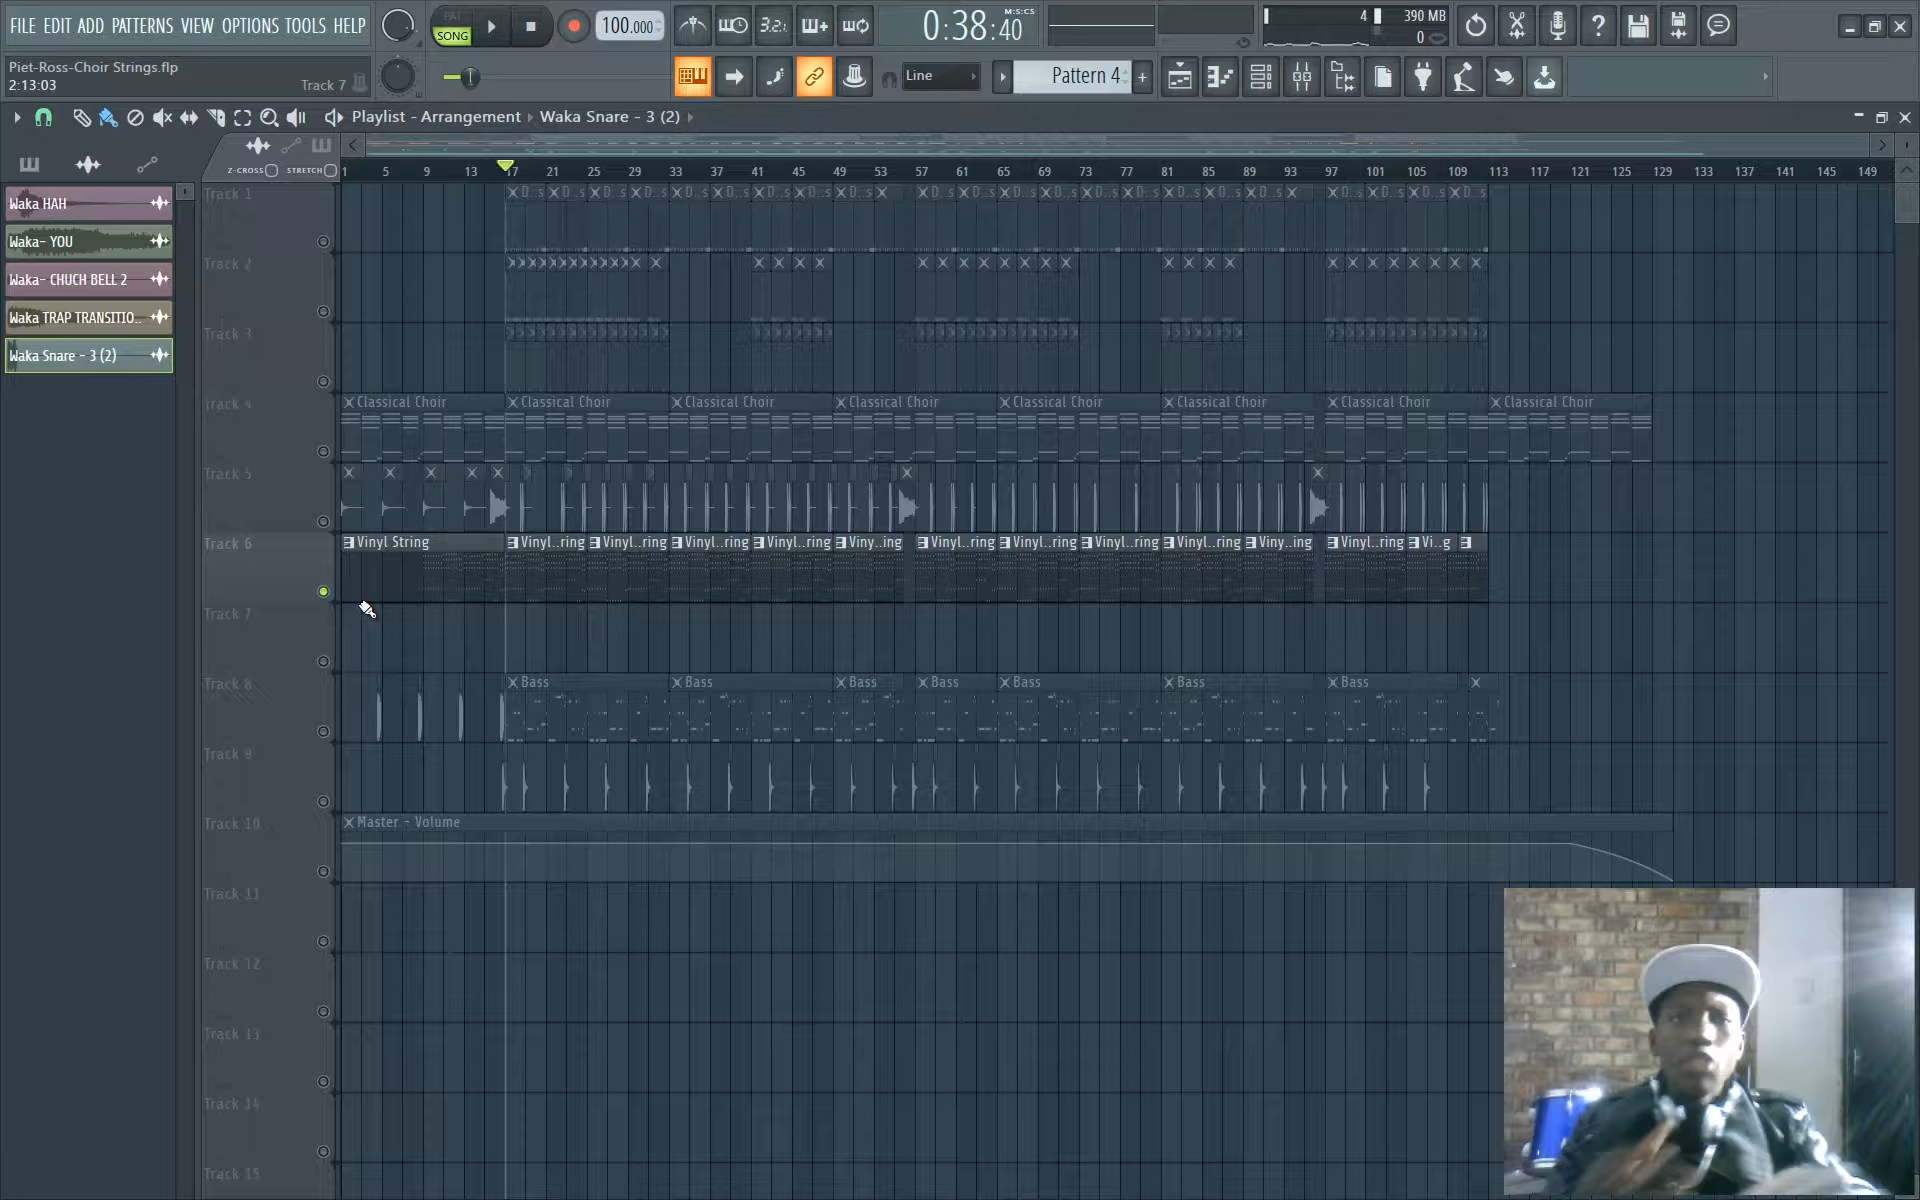 FILE EDIT ADD PATTERNS VIEW OPTIONS TOOLS HELP
PAT
SONG
100.000
3.2.
0:38:40
M:S:CS
4
390 MB
0
Piet-Ross-Choir Strings.flp
2:13:03
Track 7
Line
Pattern 4
Playlist - Arrangement
Waka Snare - 3 (2)
Z-CROSS
STRETCH
1 5 9 13 17 21 25 29 33 37 41 45 49 53 57 61 65 69 73 77 81 85 89 93 97 101 105 109 113 117 121 125 129 133 137 141 145 149
Waka HAH
Waka- YOU
Waka- CHUCH BELL 2
Waka TRAP TRANSITIO..
Waka Snare - 3 (2)
Track 1
D..s D..s D..s D..s D..s D..s D..s D..s D..s D..s D..s D..s D..s D..s D..s D..s D..s D..s D..s D..s D..s D..s
Track 2
Track 3
Track 4
Classical Choir Classical Choir Classical Choir Classical Choir Classical Choir Classical Choir Classical Choir Classical Choir
Track 5
Track 6
Vinyl String Vinyl..ring Vinyl..ring Vinyl..ring Vinyl..ring Viny..ing Vinyl..ring Vinyl..ring Vinyl..ring Vinyl..ring Viny..ing Vinyl..ring Vi..g
Track 7
Track 8
Bass Bass Bass Bass Bass Bass Bass
Track 9
Track 10
Master - Volume
Track 11
Track 12
Track 13
Track 14
Track 15